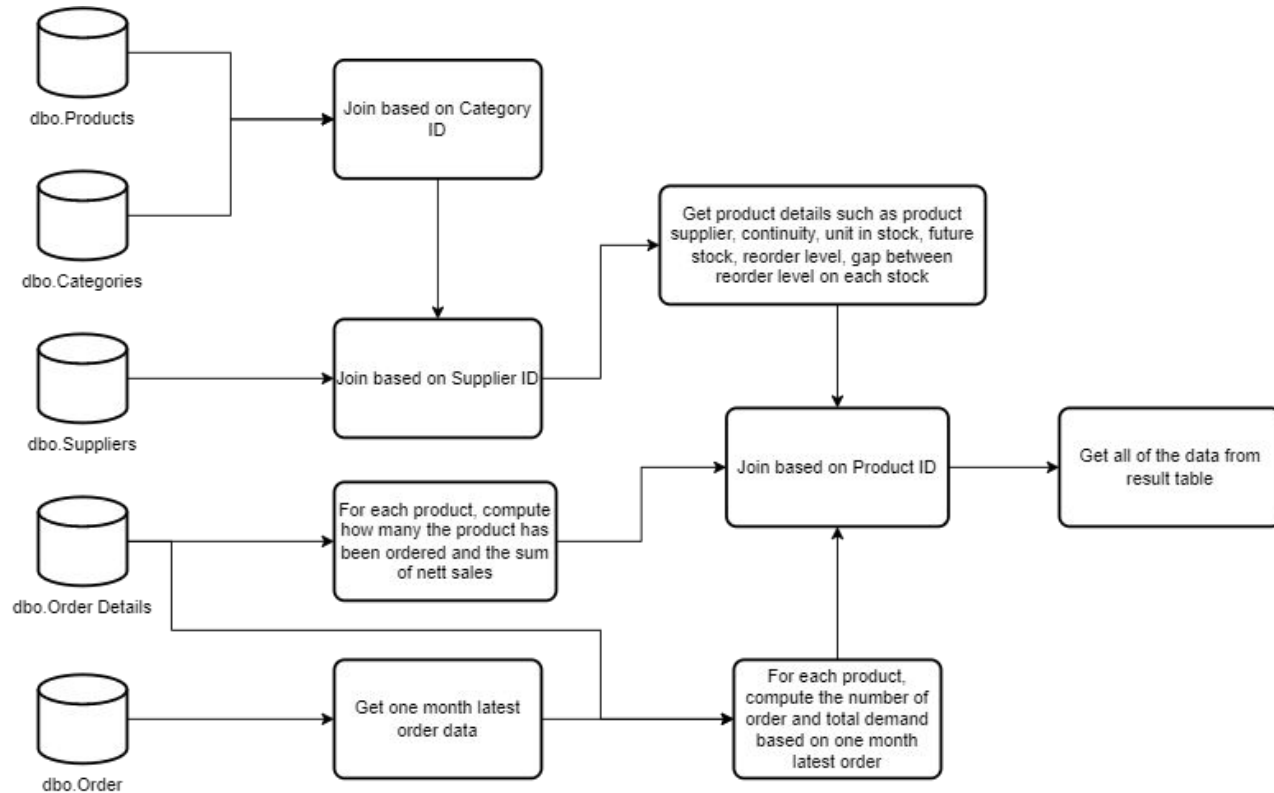 dbo.Products
Join based on Category
ID
dbo.Categories
Get product details such as product
supplier, continuity, unit in stock, future
stock, reorder level, gap between
reorder level on each stock
Join based on Supplier ID
dbo.Suppliers
Join based on Product ID
Get all of the data from
result table
For each product, compute
how many the product has
been ordered and the sum
of nett sales
dbo.Order Details
Get one month latest
order data
For each product,
compute the number of
order and total demand
based on one month
latest order
dbo.Order